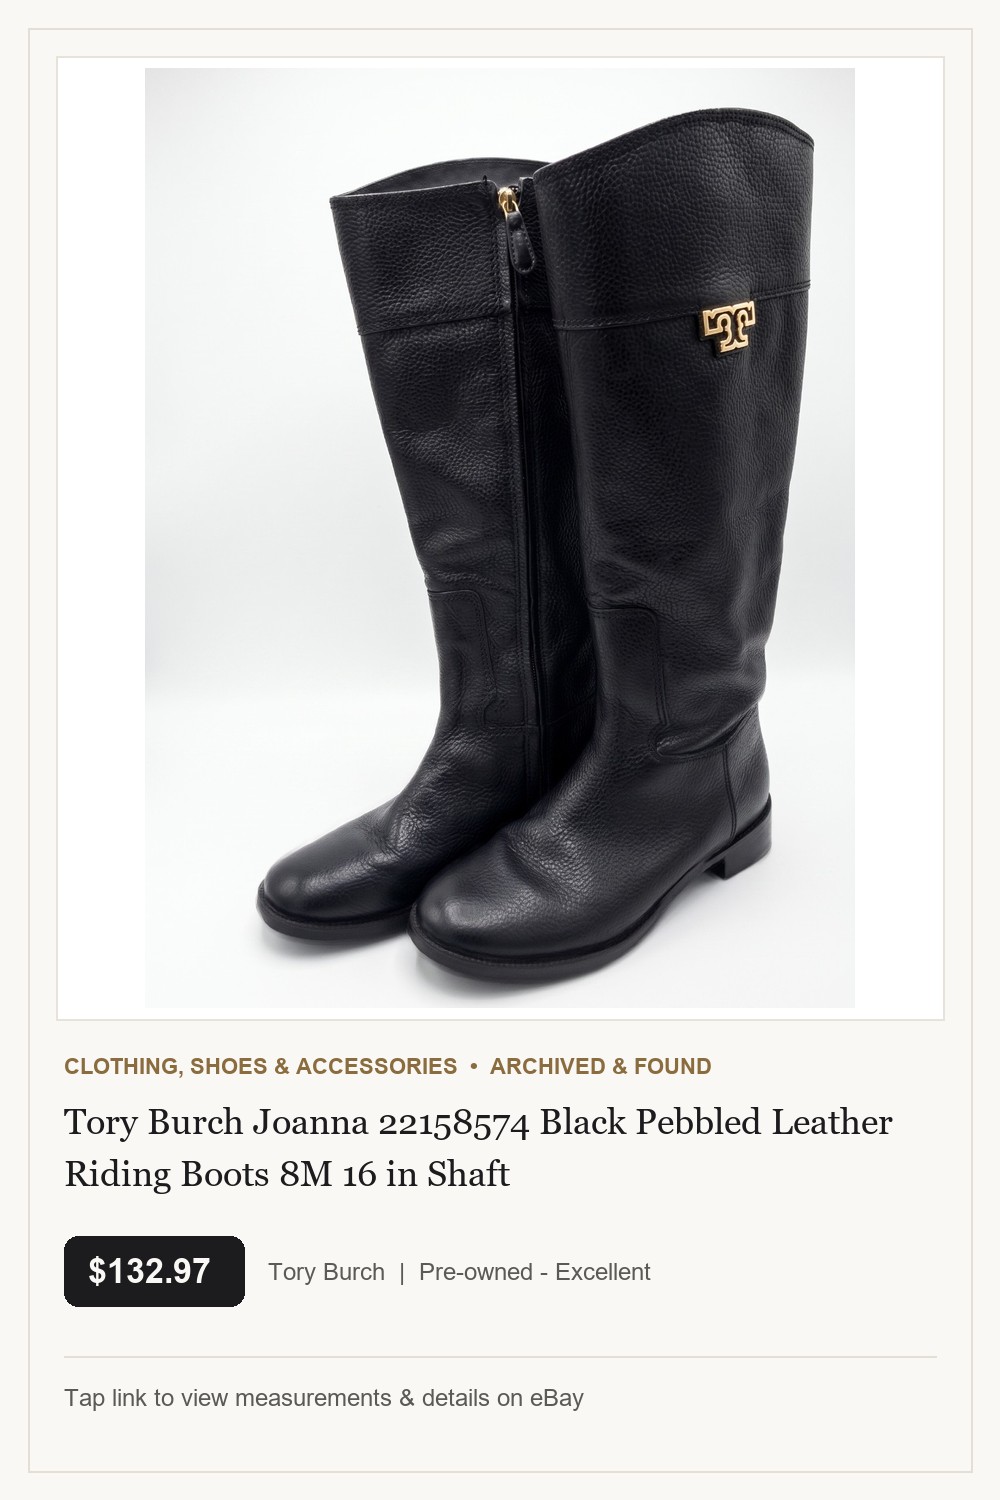 CLOTHING, SHOES & ACCESSORIES • ARCHIVED & FOUND
Tory Burch Joanna 22158574 Black Pebbled Leather
Riding Boots 8M 16 in Shaft
$132.97
Tory Burch | Pre-owned - Excellent
Tap link to view measurements & details on eBay